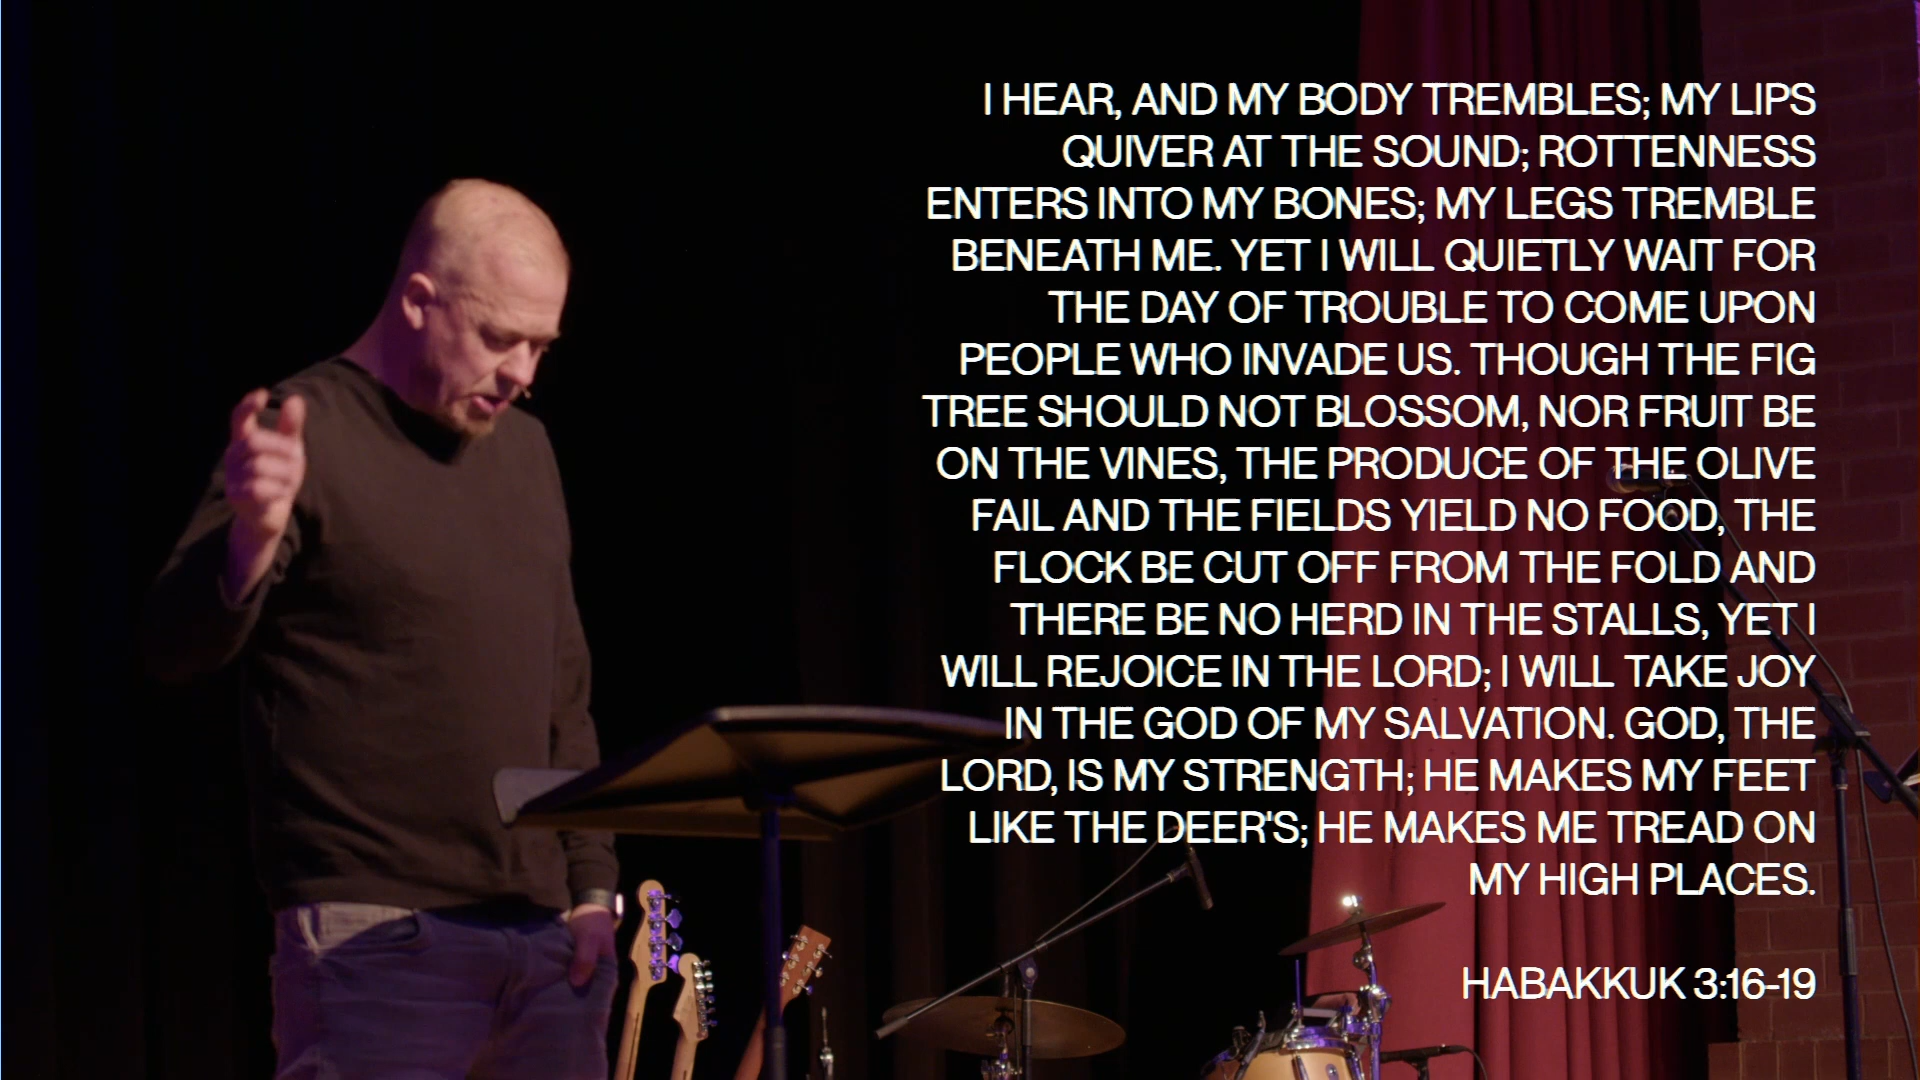 I HEAR, AND MY BODY TREMBLES; MY LIPS
QUIVER AT THE SOUND; ROTTENNESS
ENTERS INTO MY BONES; MY LEGS TREMBLE
BENEATH ME. YET I WILL QUIETLY WAIT FOR
THE DAY OF TROUBLE TO COME UPON
PEOPLE WHO INVADE US. THOUGH THE FIG
TREE SHOULD NOT BLOSSOM, NOR FRUIT BE
ON THE VINES, THE PRODUCE OF THE OLIVE
FAIL AND THE FIELDS YIELD NO FOOD, THE
FLOCK BE CUT OFF FROM THE FOLD AND
THERE BE NO HERD IN THE STALLS, YET I
WILL REJOICE IN THE LORD; I WILL TAKE JOY
IN THE GOD OF MY SALVATION. GOD, THE
LORD, IS MY STRENGTH; HE MAKES MY FEET
LIKE THE DEER'S; HE MAKES ME TREAD ON
MY HIGH PLACES.
HABAKKUK 3:16-19